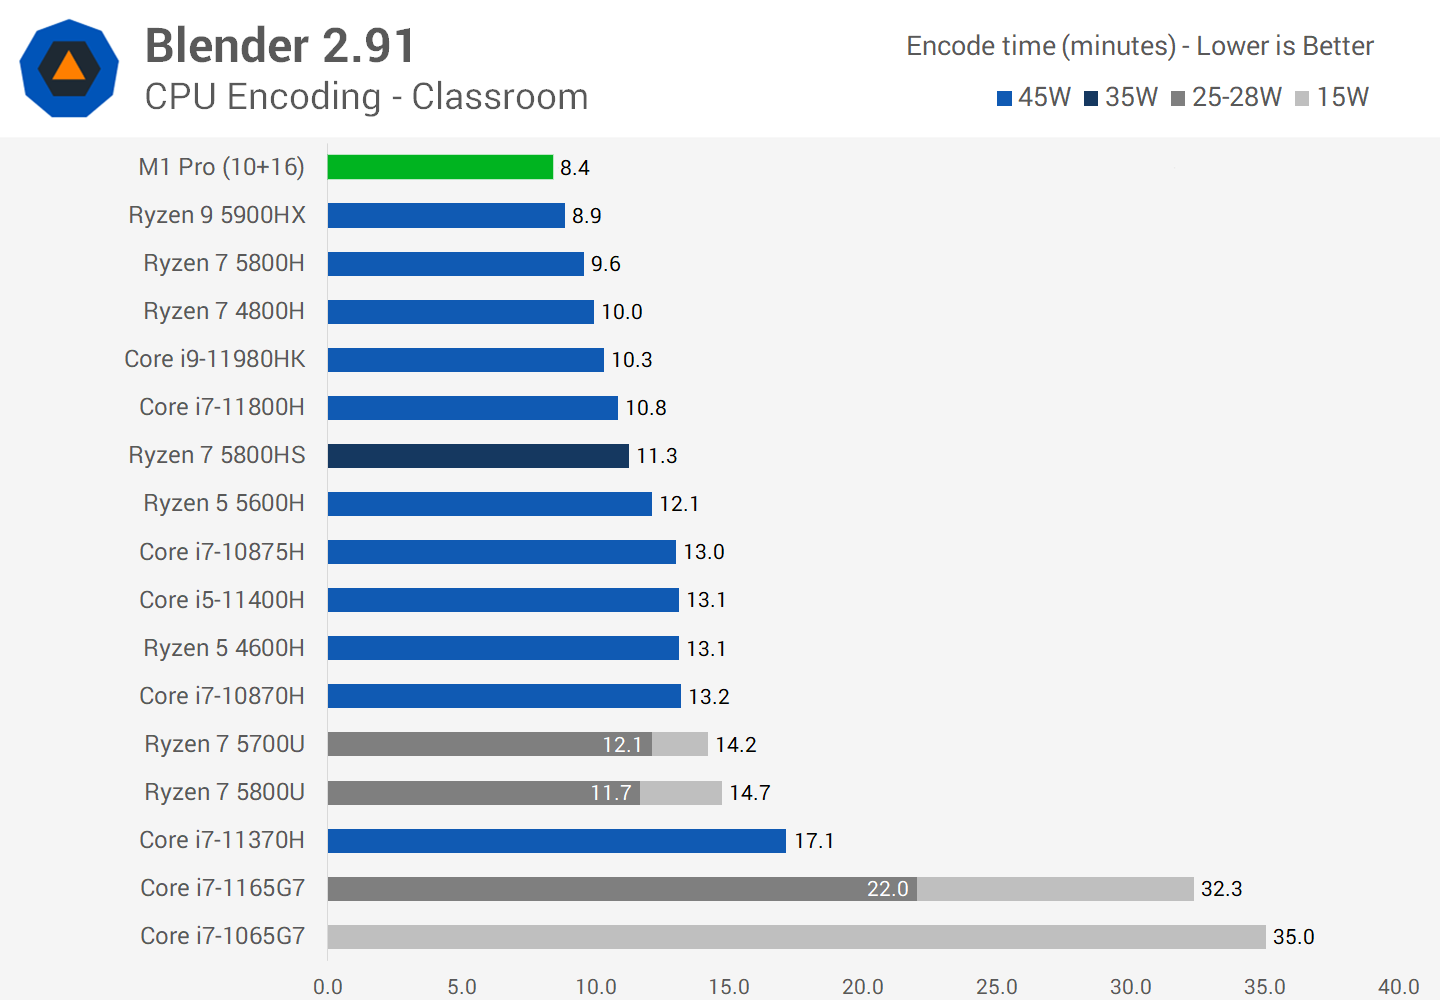 Blender 2.91
CPU Encoding - Classroom
Encode time (minutes) - Lower is Better
45W 35W 25-28W 15W
M1 Pro (10+16) 8.4
Ryzen 9 5900HX 8.9
Ryzen 7 5800H 9.6
Ryzen 7 4800H 10.0
Core i9-11980HK 10.3
Core i7-11800H 10.8
Ryzen 7 5800HS 11.3
Ryzen 5 5600H 12.1
Core i7-10875H 13.0
Core i5-11400H 13.1
Ryzen 5 4600H 13.1
Core i7-10870H 13.2
Ryzen 7 5700U 12.1 14.2
Ryzen 7 5800U 11.7 14.7
Core i7-11370H 17.1
Core i7-1165G7 22.0 32.3
Core i7-1065G7 35.0
0.0 5.0 10.0 15.0 20.0 25.0 30.0 35.0 40.0